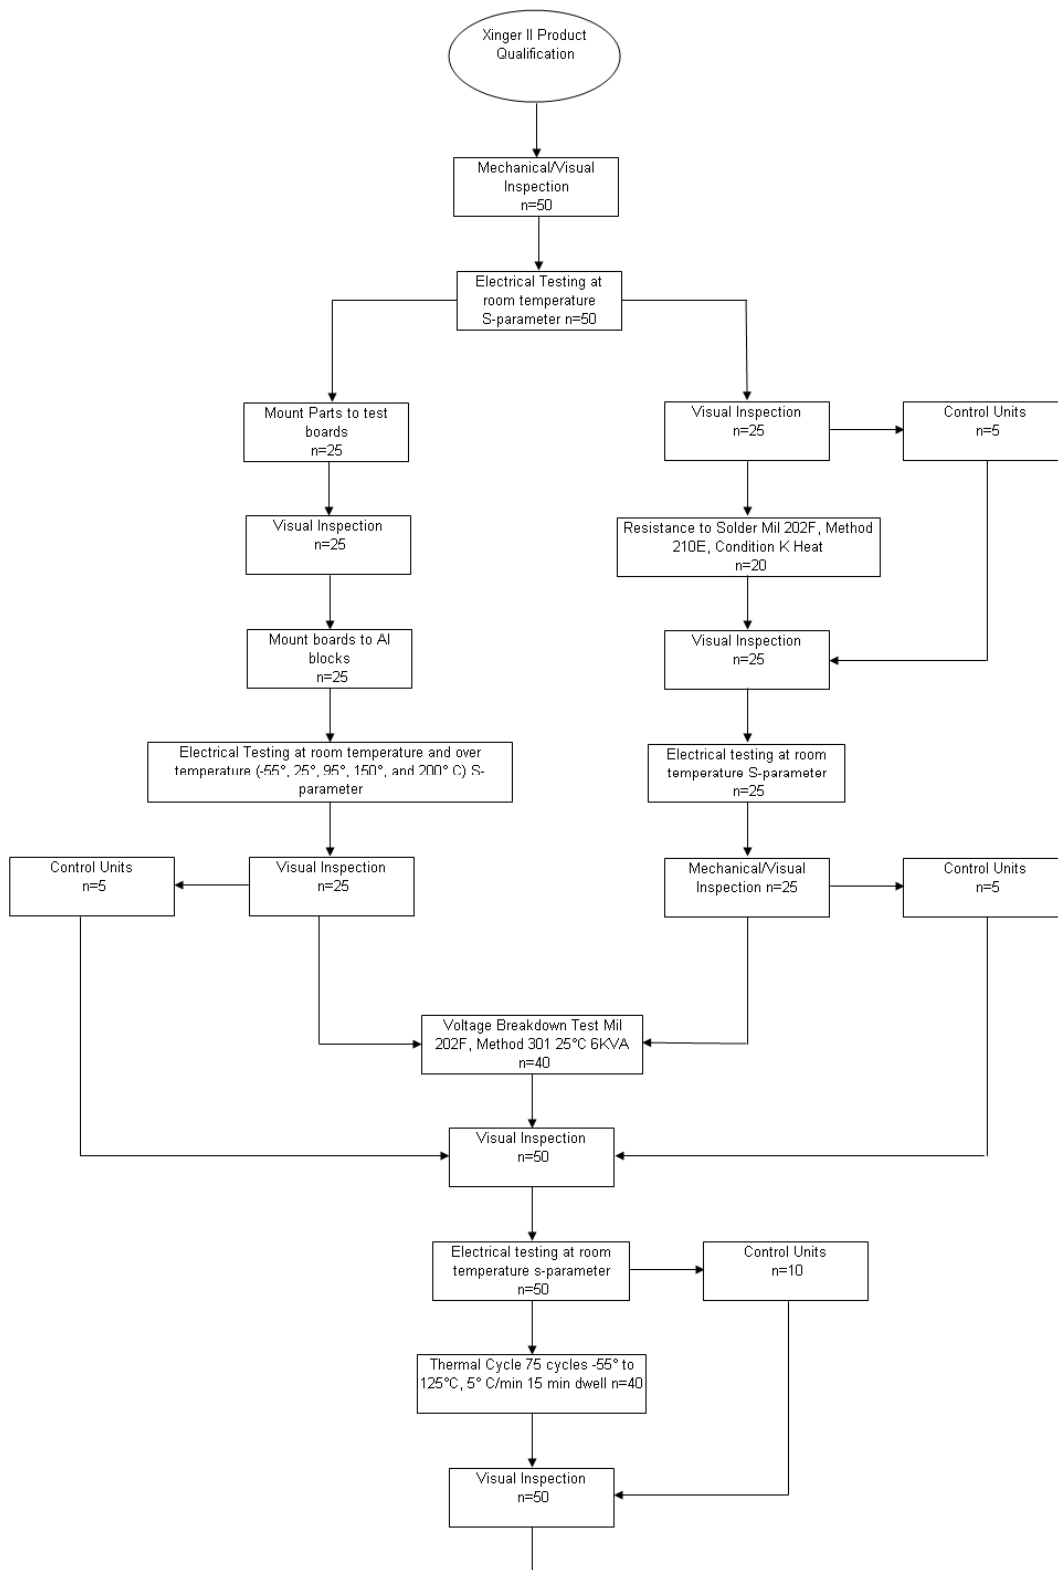 Xinger II Product
Qualification
Mechanical/Visual
Inspection
n=50
Electrical Testing at
room temperature
S-parameter n=50
Mount Parts to test
boards
n=25
Visual Inspection
n=25
Control Units
n=5
Visual Inspection
n=25
Resistance to Solder Mil 202F, Method
210E, Condition K Heat
n=20
Mount boards to Al
blocks
n=25
Visual Inspection
n=25
Electrical Testing at room temperature and over
temperature (-55°, 25°, 95°, 150°, and 200° C) S-
parameter
Electrical testing at room
temperature S-parameter
n=25
Control Units
n=5
Visual Inspection
n=25
Mechanical/Visual
Inspection n=25
Control Units
n=5
Voltage Breakdown Test Mil
202F, Method 301 25°C 6KVA
n=40
Visual Inspection
n=50
Electrical testing at room
temperature s-parameter
n=50
Control Units
n=10
Thermal Cycle 75 cycles -55° to
125°C, 5° C/min 15 min dwell n=40
Visual Inspection
n=50